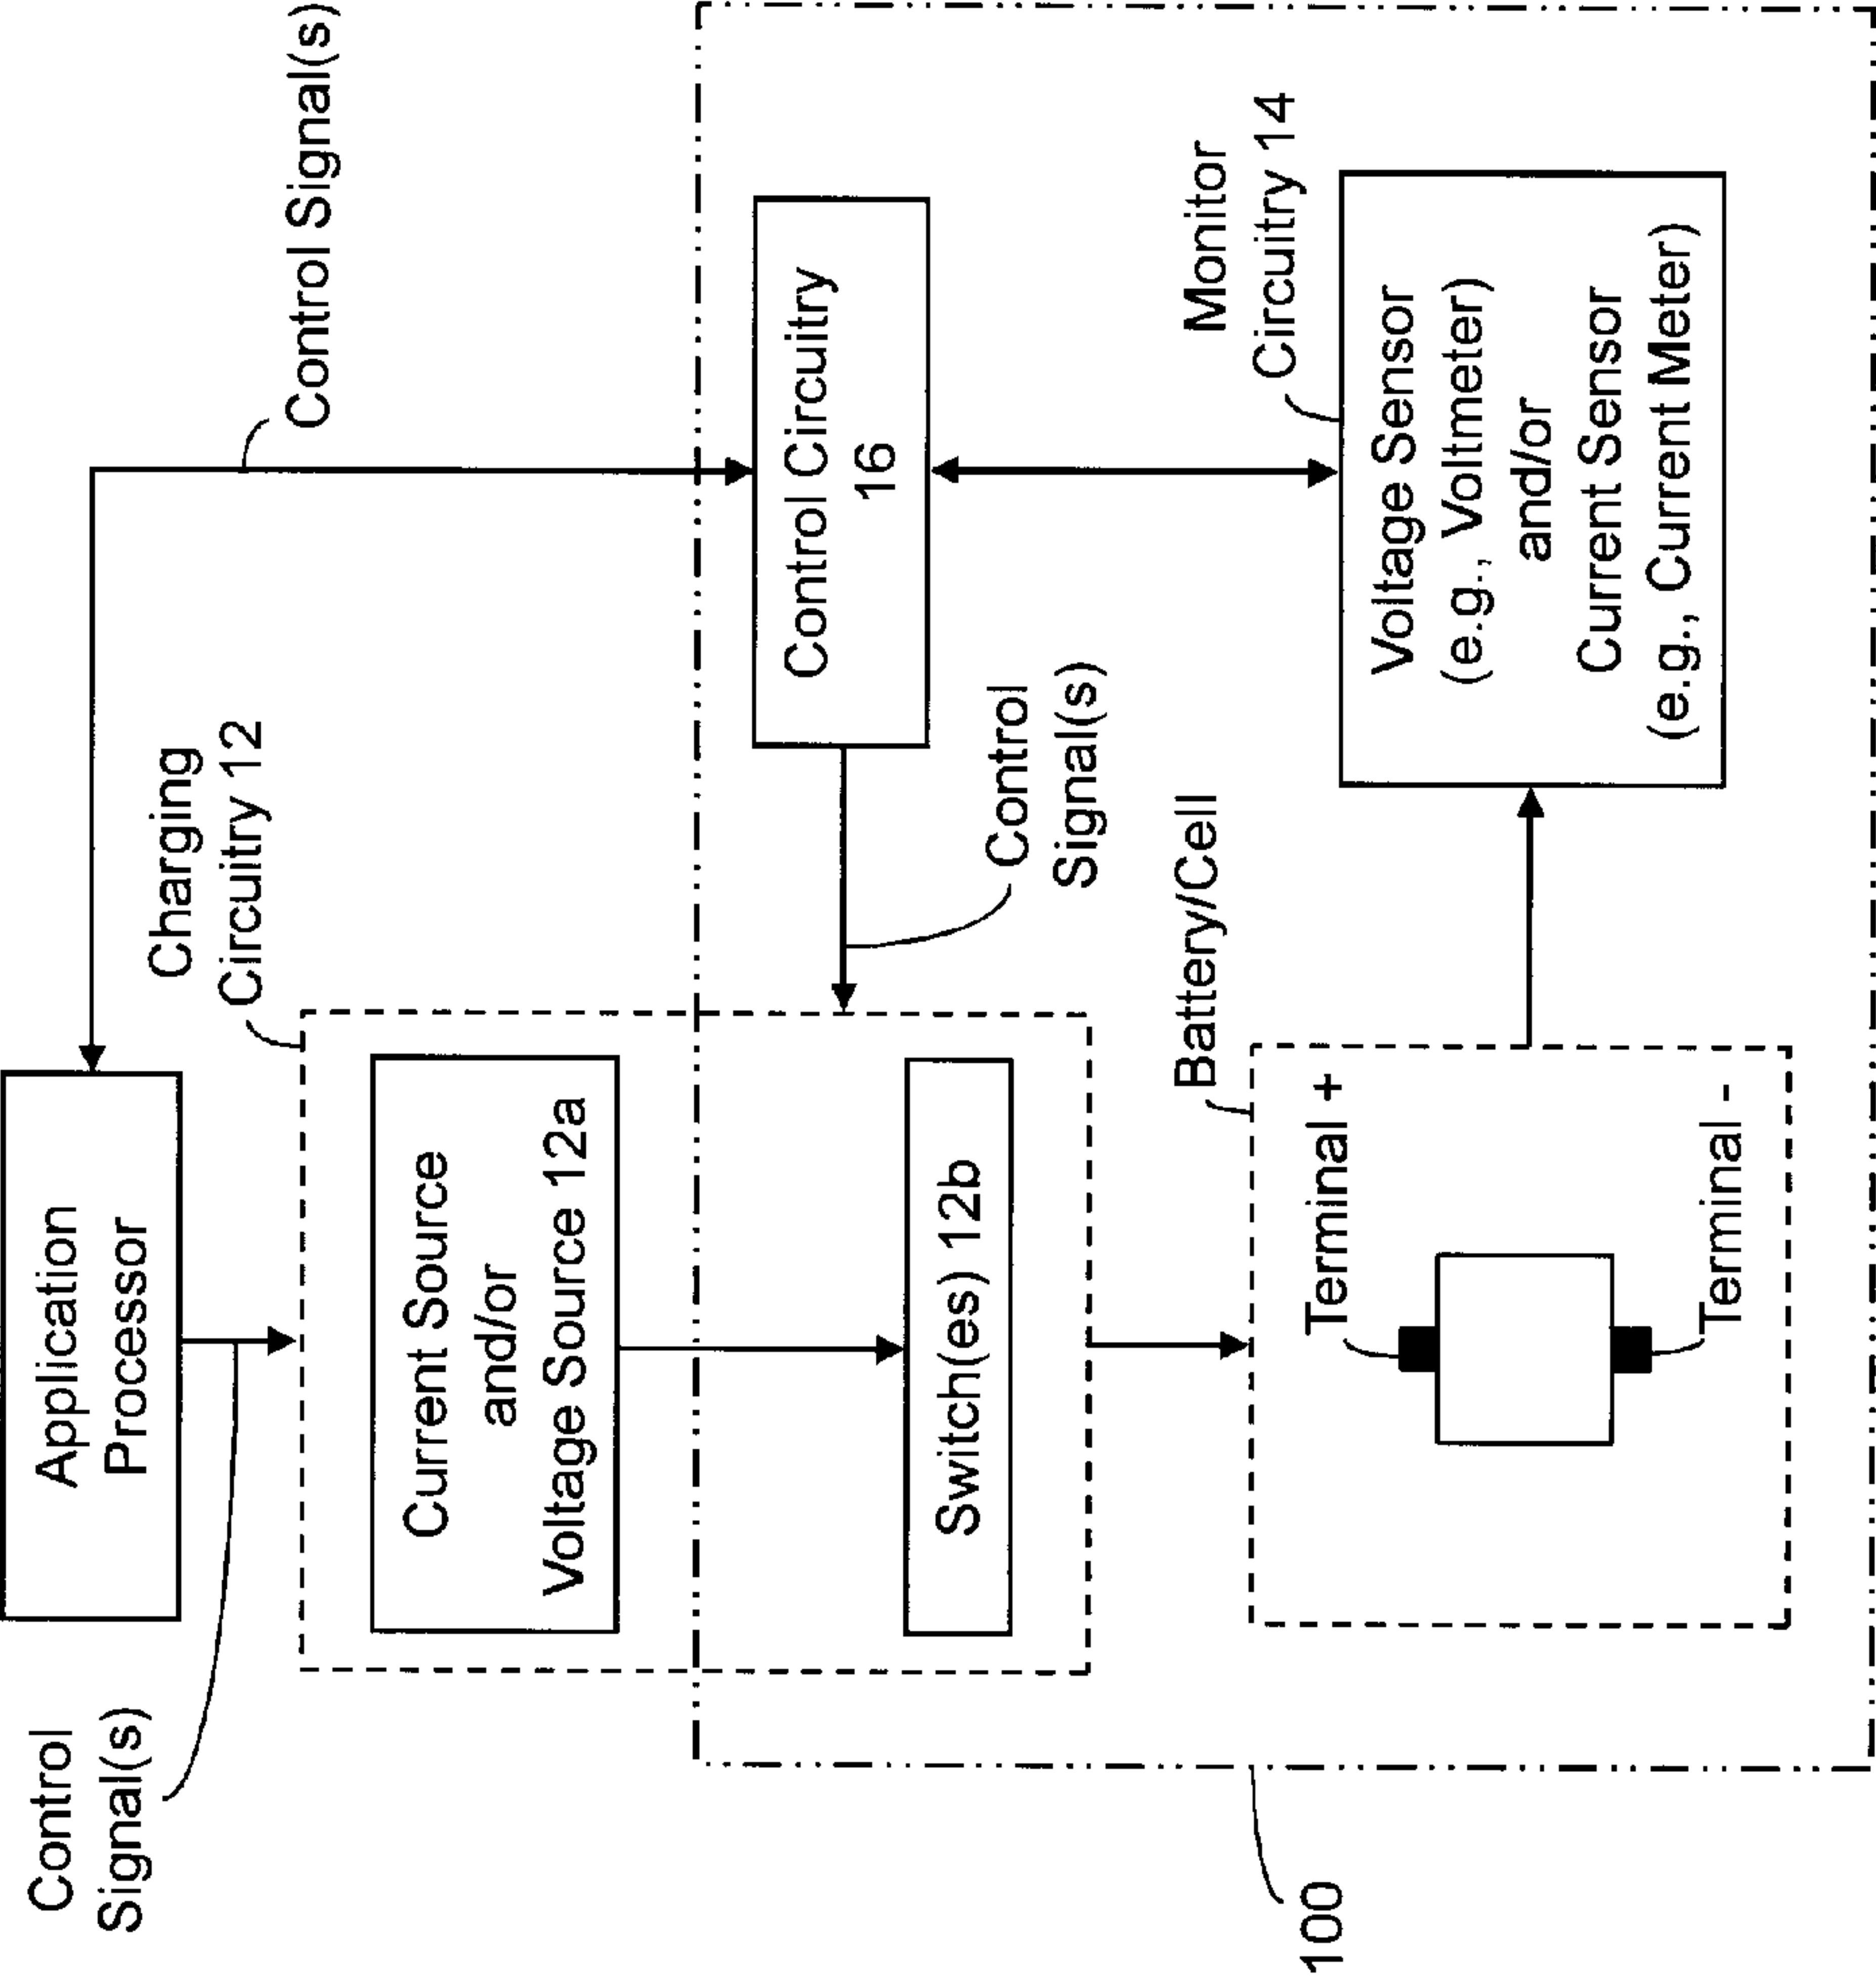 Control
Signal(s)
Application
Processor
Control Signal(s)
Charging
Circuitry 12
Current Source
and/or
Voltage Source 12a
Switch(es) 12b
Control Circuitry
16
Control
Signal(s)
Monitor
Circuitry 14
Voltage Sensor
(e.g., Voltmeter)
and/or
Current Sensor
(e.g., Current Meter)
Battery/Cell
Terminal +
Terminal -
100